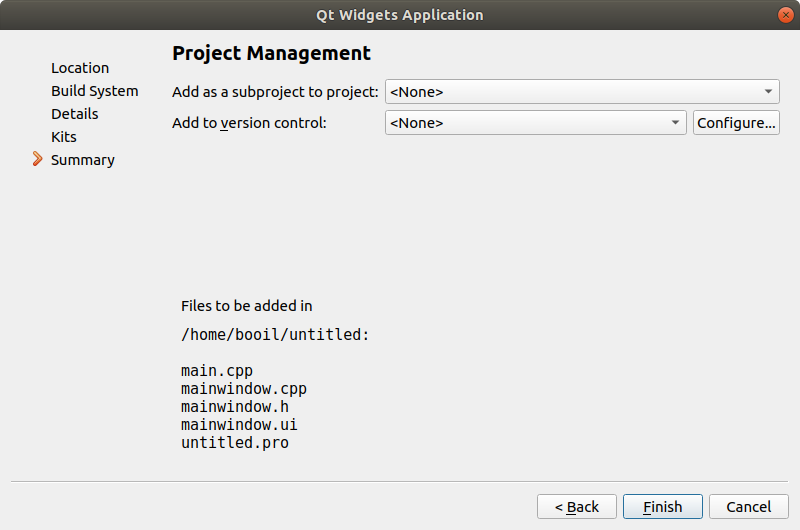 Qt Widgets Application
Location
Build System
Details
Kits
Summary
Project Management
Add as a subproject to project: <None>
Add to version control: <None> Configure...
Files to be added in
/home/booil/untitled:
main.cpp
mainwindow.cpp
mainwindow.h
mainwindow.ui
untitled.pro
< Back Finish Cancel